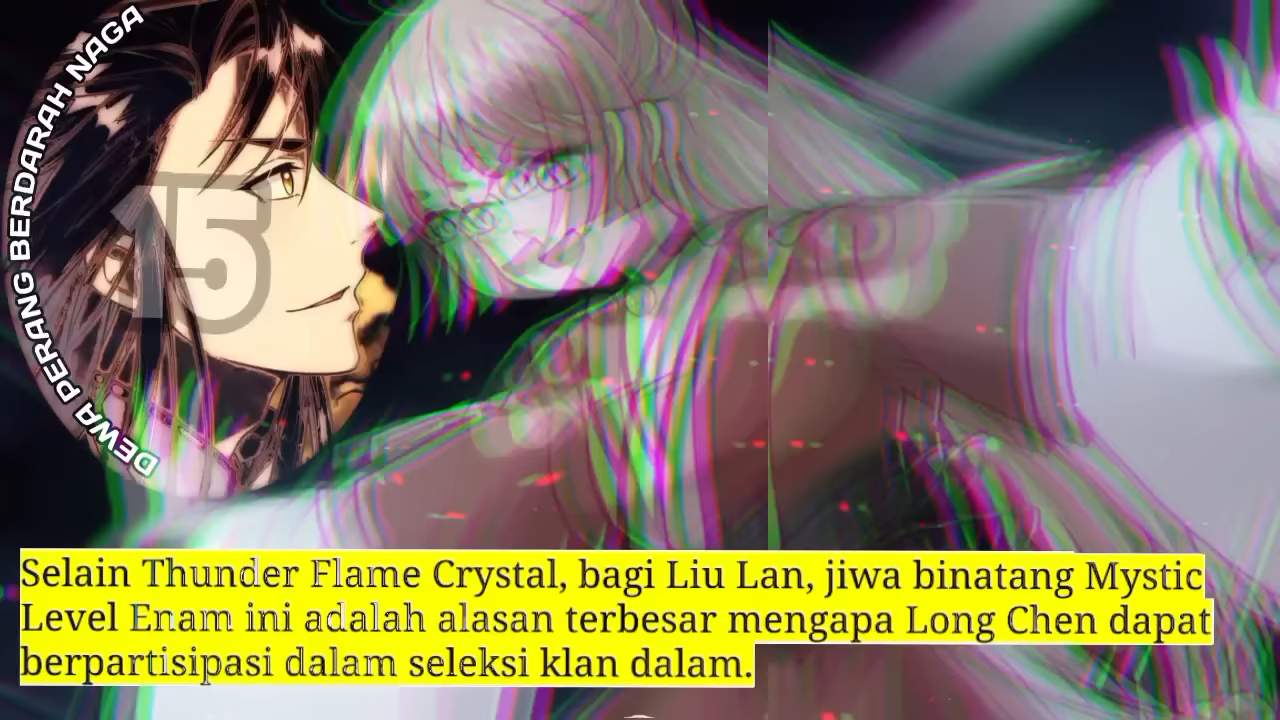 DEWA PERANG BERDARAH NAGA
15
Selain Thunder Flame Crystal, bagi Liu Lan, jiwa binatang Mystic
Level Enam ini adalah alasan terbesar mengapa Long Chen dapat
berpartisipasi dalam seleksi klan dalam.